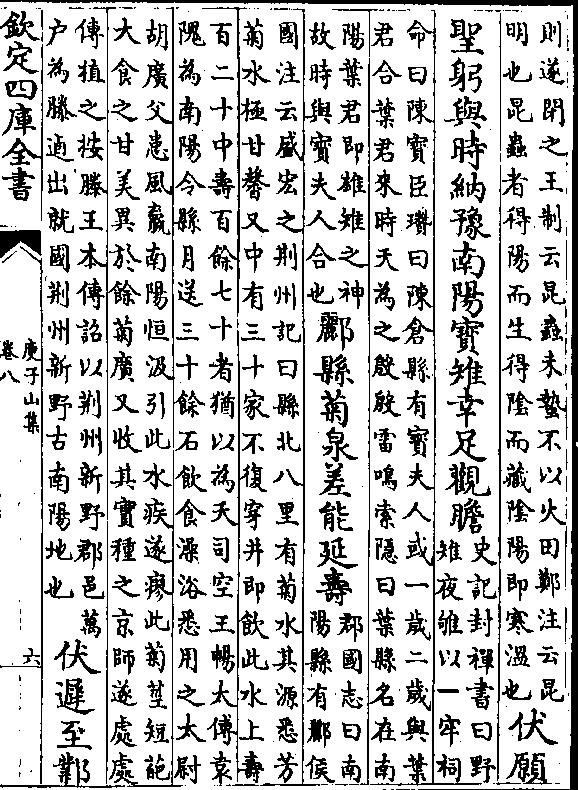 則遂閉之王制云昆蟲未蟄不以火田鄭注云昆
明也昆蟲者得陽而生得陰而藏陰陽即寒溫也
伏願
聖躬與時納豫南陽寶雉幸足觀瞻
史記封禪書曰野
雉夜雊以一牢祠
命曰陳寶臣瓚曰陳倉縣有寶夫人或一歲二歲與葉
君合葉君來時天為之殷殷雷鳴索隱曰葉縣名在南
陽葉君即雄雉之神
故時與寶夫人合也
酈縣菊泉差能延壽
郡國志曰南
陽縣有酈侯
國注云盛宏之荆州記曰縣北八里有菊水其源悉芳
菊水極甘馨又中有三十家不復穿井即飲此水上壽
百二十中壽百餘七十者猶以為天司空王暢太傅袁
隗為南陽令縣月送三十餘石飲食澡浴悉用之太尉
胡廣父患風羸南陽恒汲引此水疾遂瘳此菊莖短葩
大食之甘美異於餘菊廣又收其實種之京師遂處處
傳植之按滕王本傳詔以荆州新野郡邑萬
户為滕逌出就國荆州新野古南陽地也
伏遲至鄴
欽定四庫全書
庾子山集
卷八
六